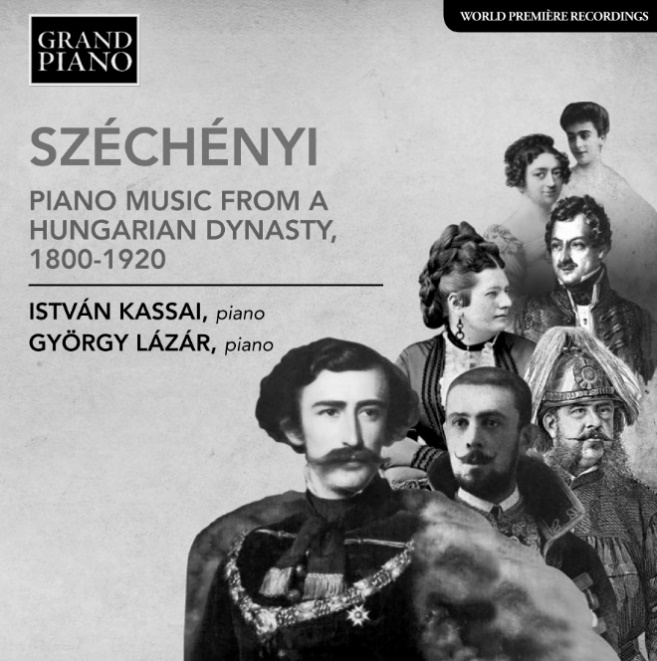 WORLD PREMIÈRE RECORDINGS
GRAND
PIANO
SZÉCHÉNYI
PIANO MUSIC FROM A
HUNGARIAN DYNASTY,
1800-1920
ISTVÁN KASSAI, piano
GYÖRGY LÁZÁR, piano